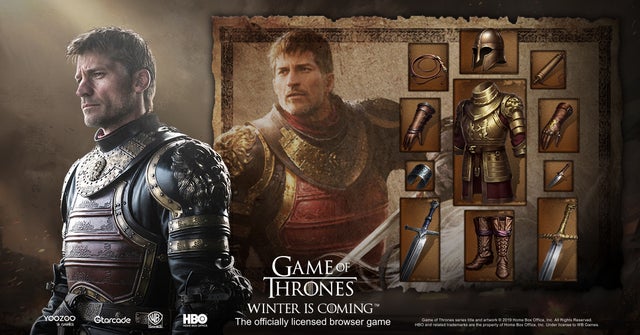 GAME OF
THRONES
WINTER IS COMING™
The officially licensed browser game
YOOZOO
GAMES
Gtarcade
HBO
Game of Thrones series title and artwork © 2019 Home Box Office, Inc. All Rights Reserved.
HBO and related trademarks are the property of Home Box Office, Inc. Under license to WB Games.